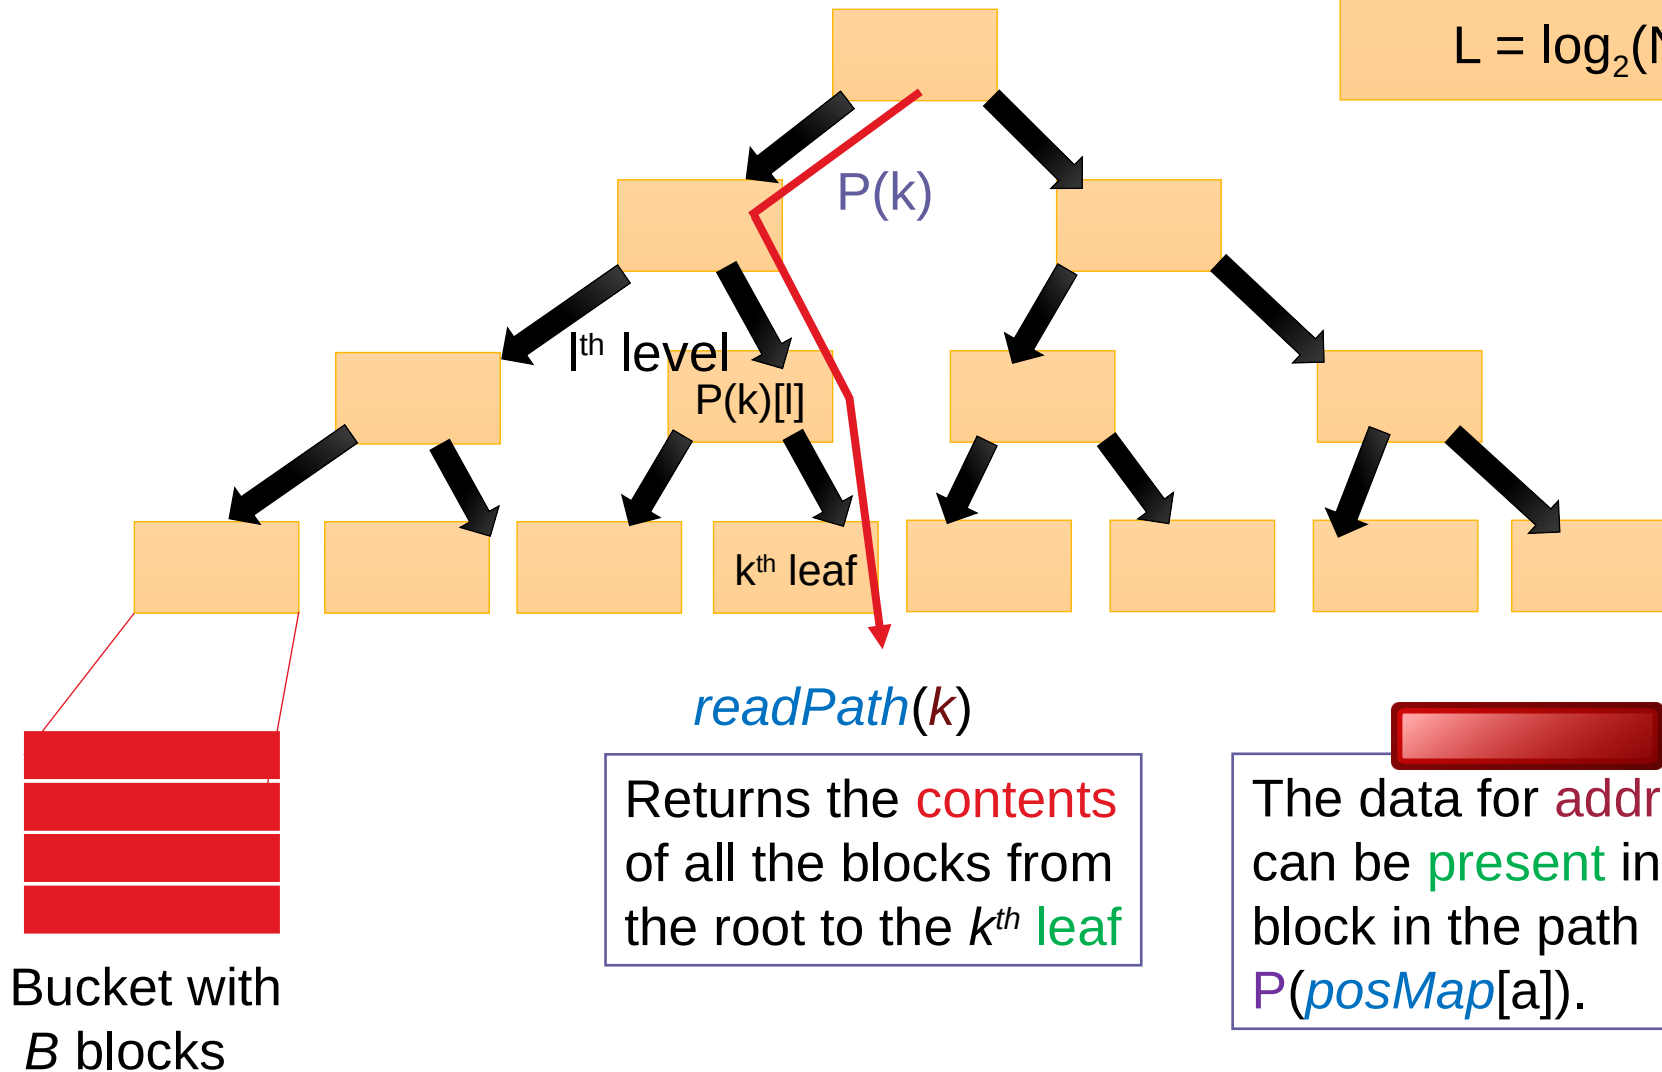 L = log₂(N
P(k)
lᵗʰ level
P(k)[l]
kᵗʰ leaf
readPath(k)
Returns the contents
of all the blocks from
the root to the kᵗʰ leaf
The data for addr
can be present in
block in the path
P(posMap[a]).
Bucket with
B blocks